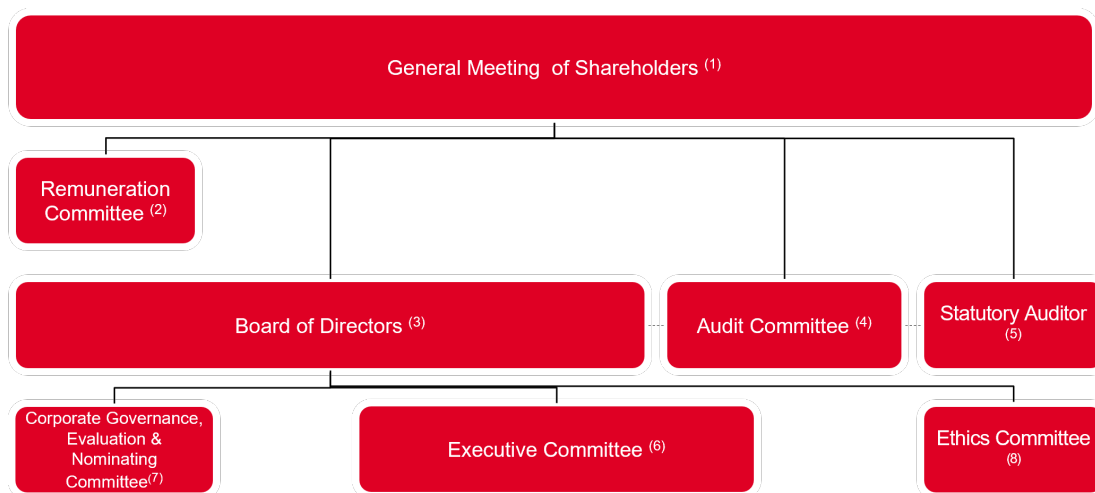 General Meeting of Shareholders (1)
Remuneration
Committee (2)
Board of Directors (3)
Audit Committee (4)
Statutory Auditor
(5)
Corporate Governance,
Evaluation &
Nominating
Committee(7)
Executive Committee (6)
Ethics Committee
(8)